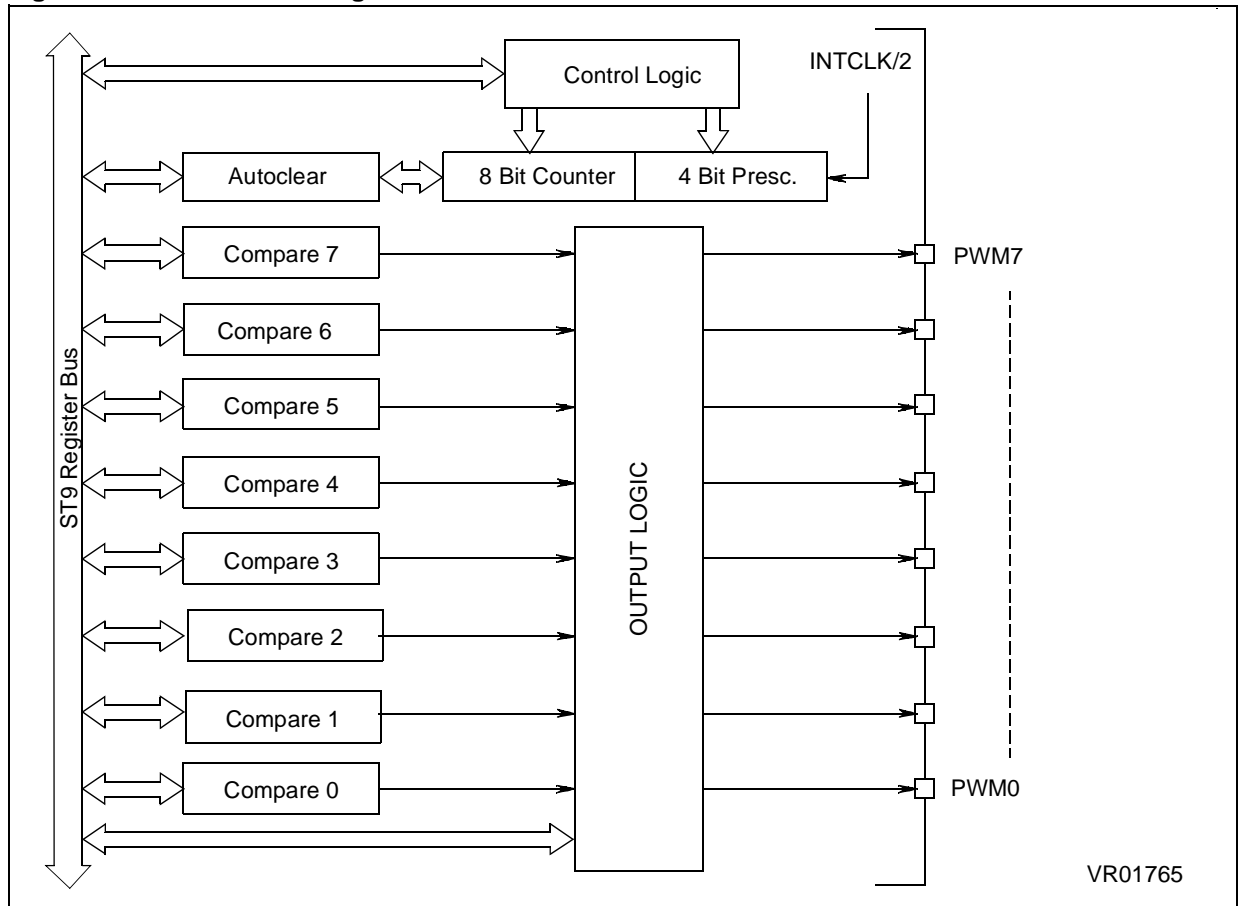 Control Logic
INTCLK/2
Autoclear
8 Bit Counter
4 Bit Presc.
Compare 7
PWM7
Compare 6
Compare 5
ST9 Register Bus
Compare 4
OUTPUT LOGIC
Compare 3
Compare 2
Compare 1
Compare 0
PWM0
VR01765